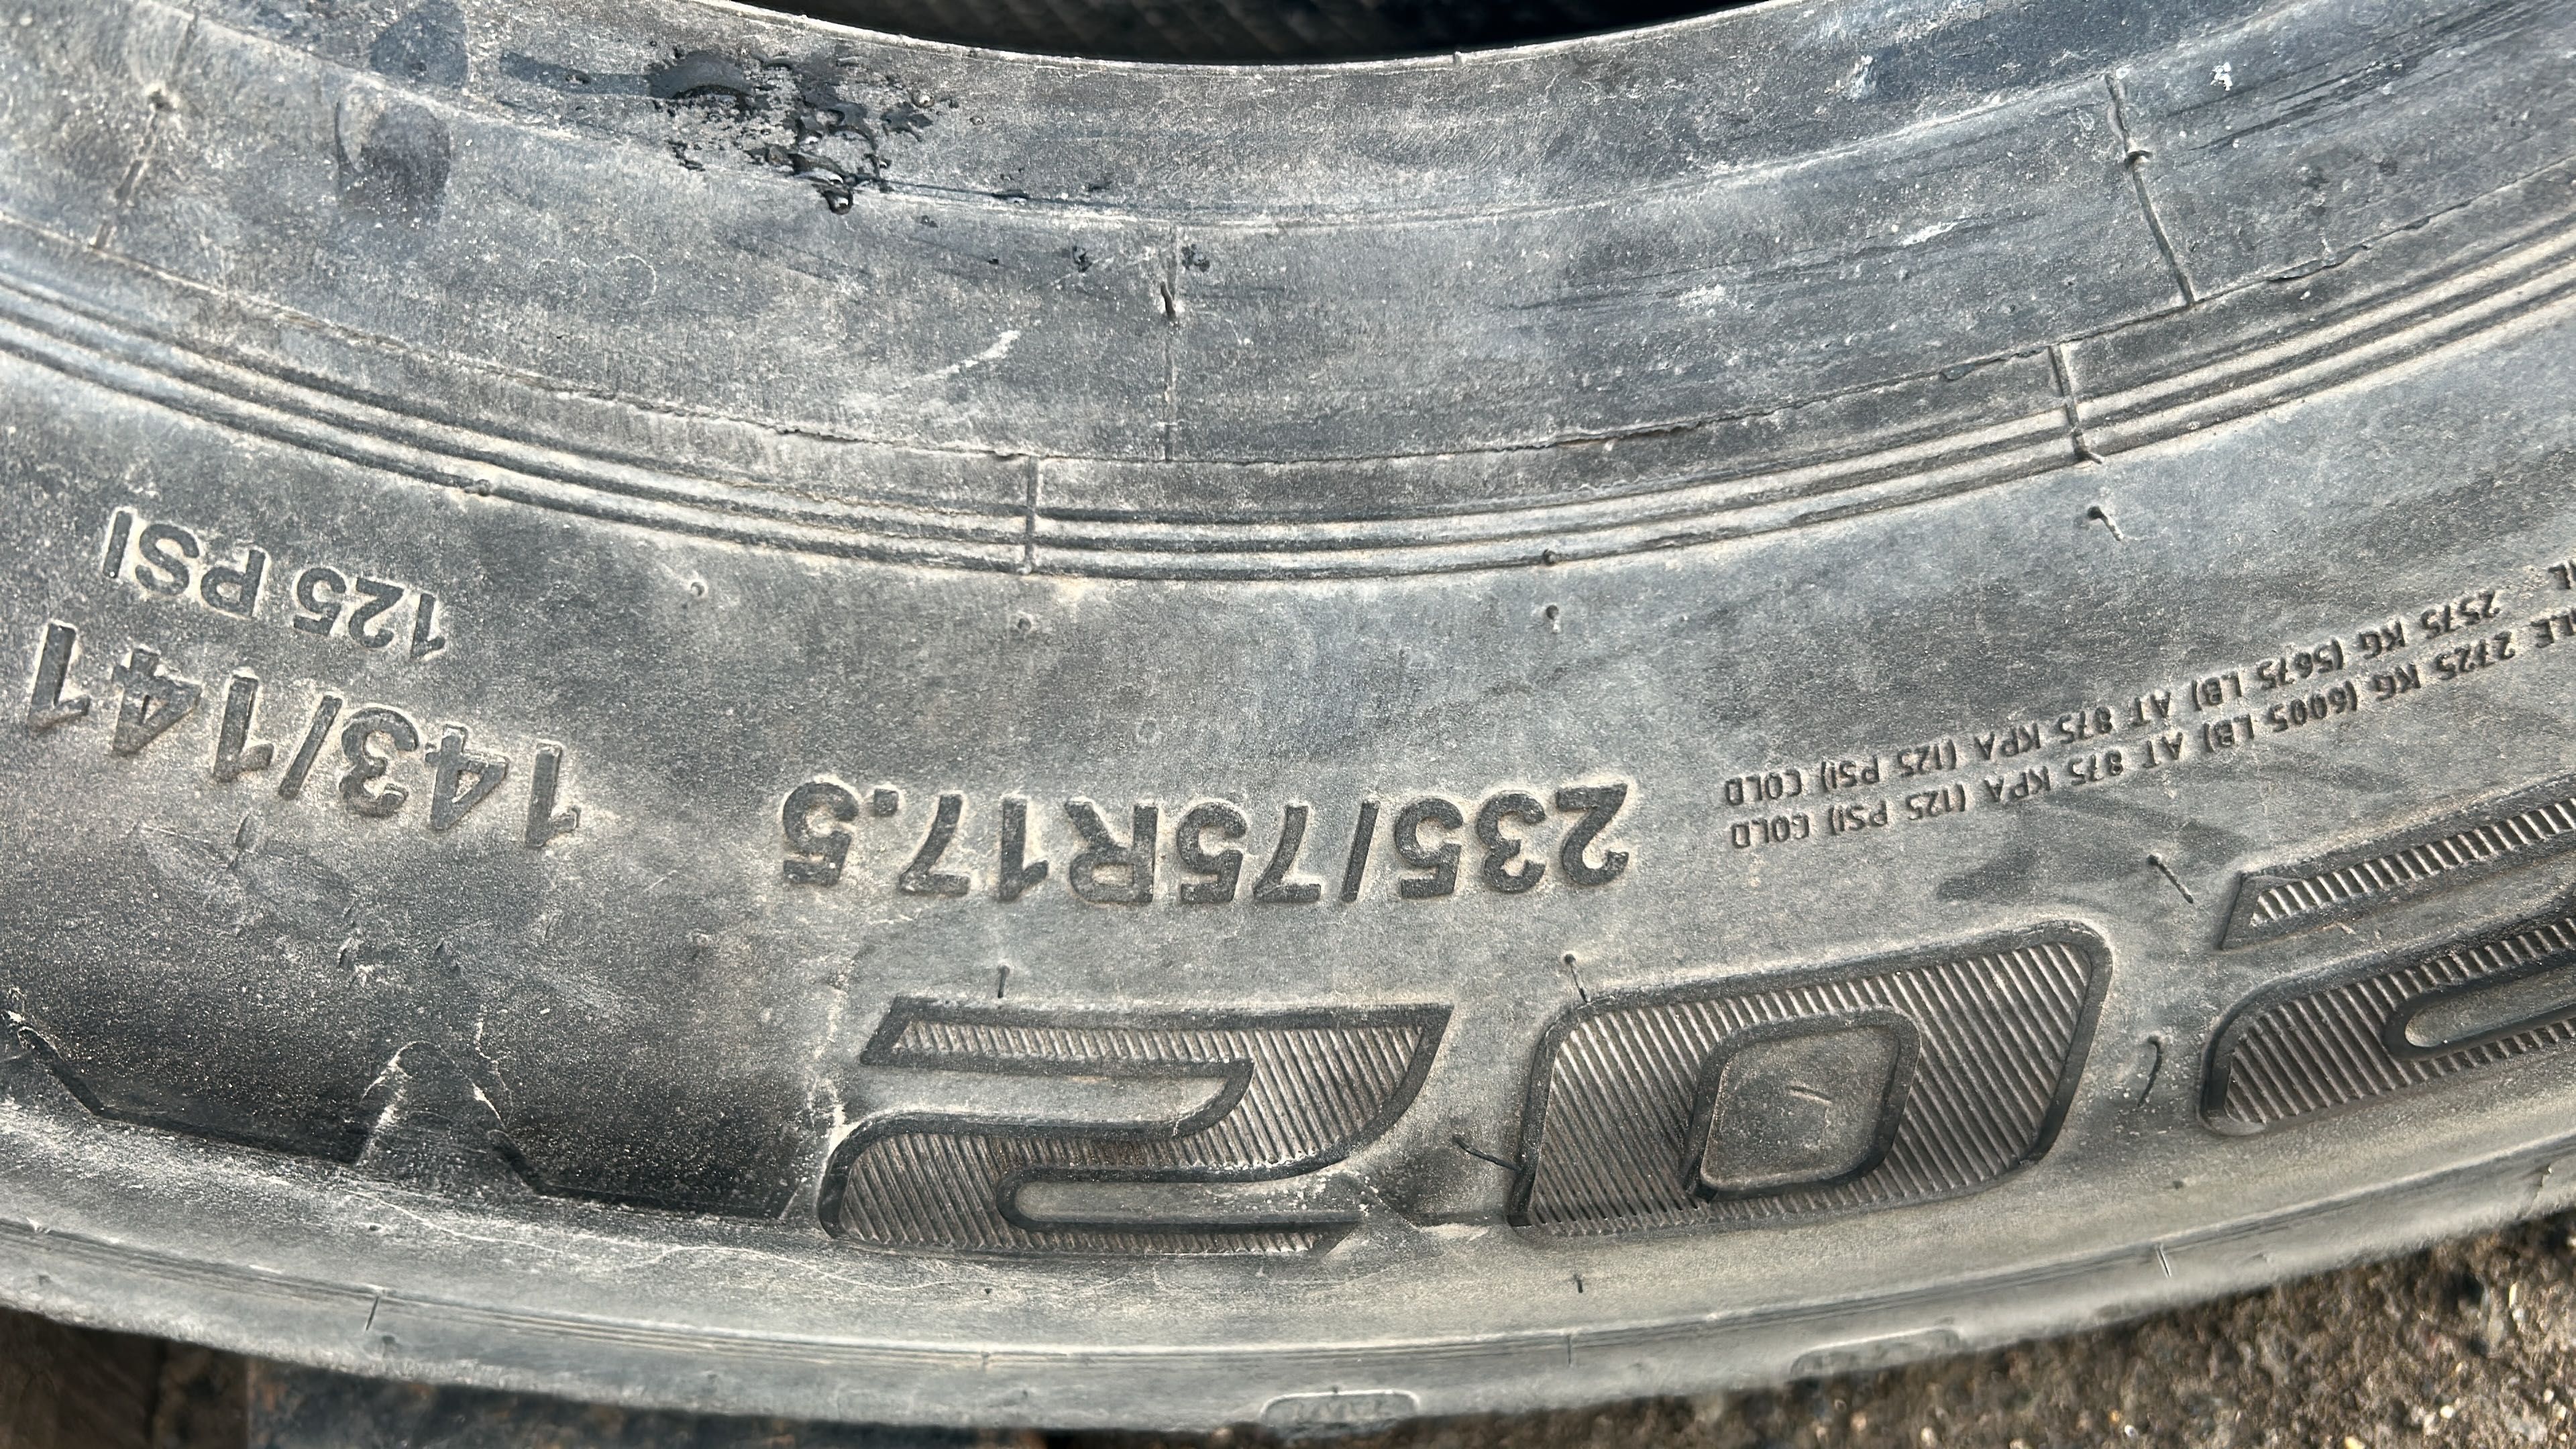 02
235/75R17.5 143/141
125 PSI
2725 KG (6005 LB) AT 875 KPA (125 PSI) COLD
2575 KG (5675 LB) AT 875 KPA (125 PSI) COLD